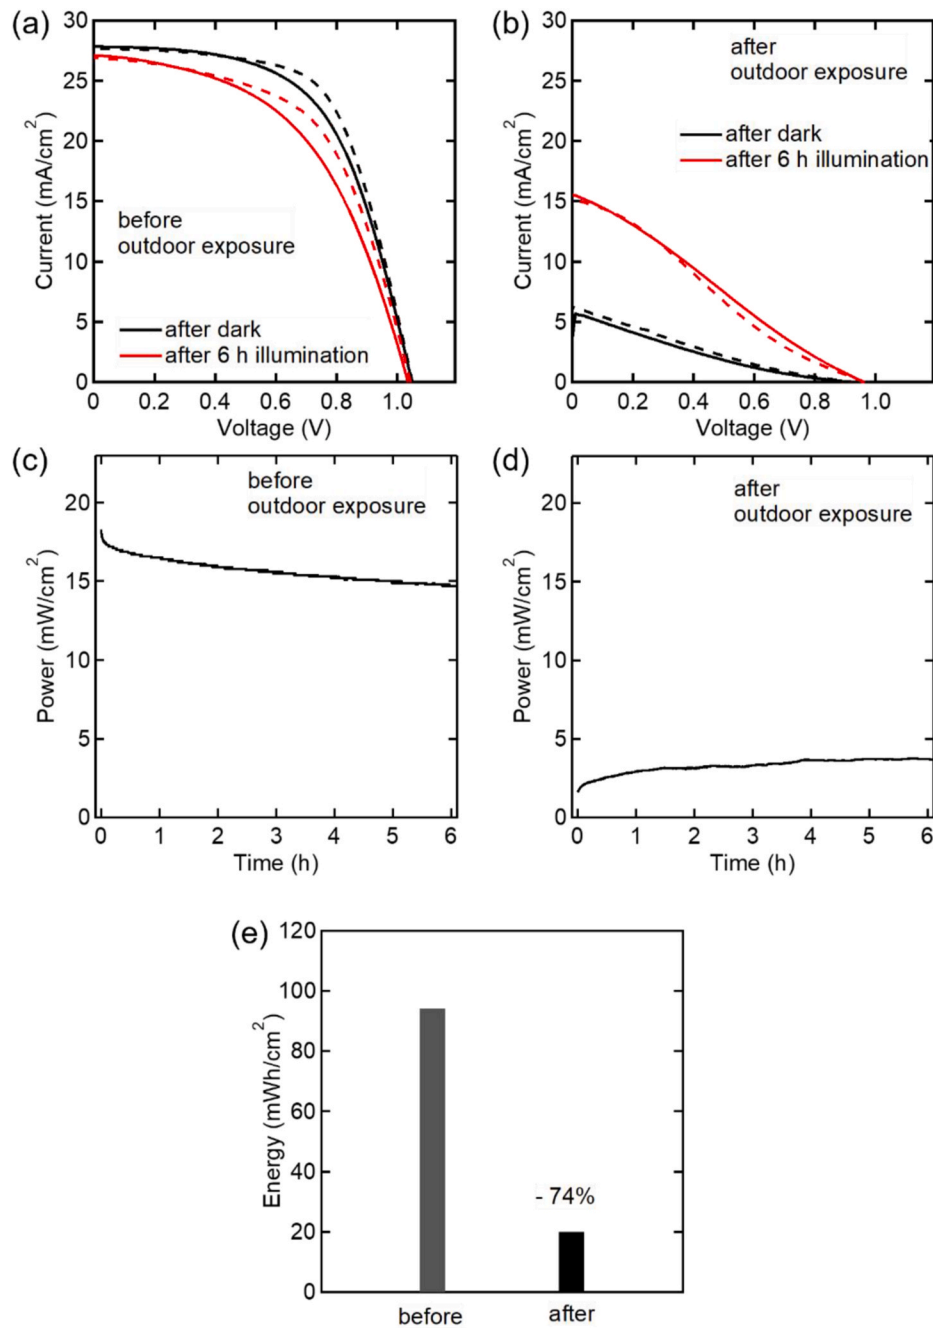 (a)
30
25
20
15
10
5
0
Current (mA/cm²)
before
outdoor exposure
after dark
after 6 h illumination
0 0.2 0.4 0.6 0.8 1.0
Voltage (V)
(b)
30
25
20
15
10
5
0
Current (mA/cm²)
after
outdoor exposure
after dark
after 6 h illumination
0 0.2 0.4 0.6 0.8 1.0
Voltage (V)
(c)
20
15
10
5
0
Power (mW/cm²)
before
outdoor exposure
0 1 2 3 4 5 6
Time (h)
(d)
20
15
10
5
0
Power (mW/cm²)
after
outdoor exposure
0 1 2 3 4 5 6
Time (h)
(e)
120
100
80
60
40
20
0
Energy (mWh/cm²)
- 74%
before after